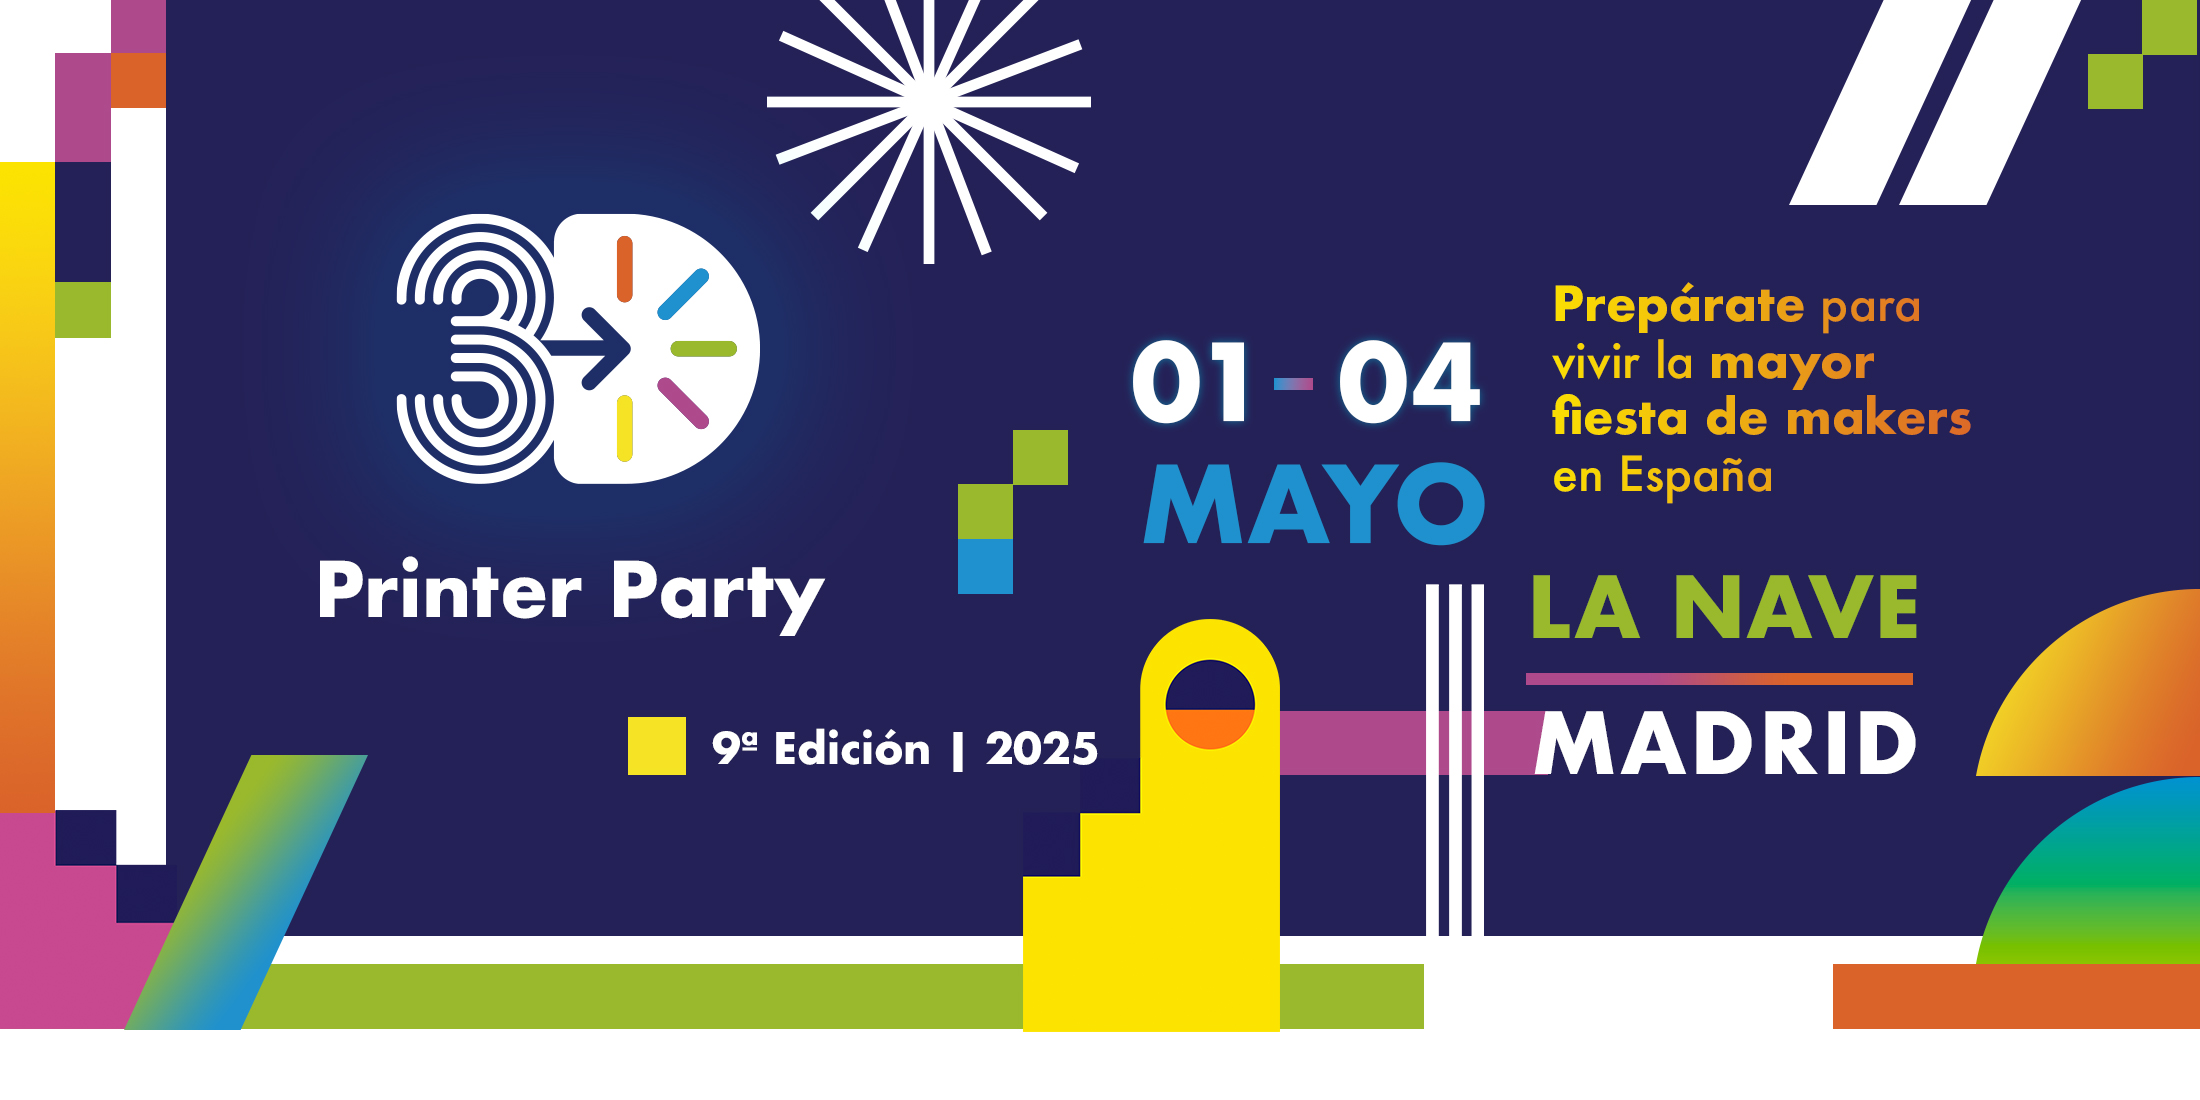 3D
Printer Party
9ª Edición | 2025
01 - 04
MAYO
Prepárate para
vivir la mayor
fiesta de makers
en España
LA NAVE
MADRID